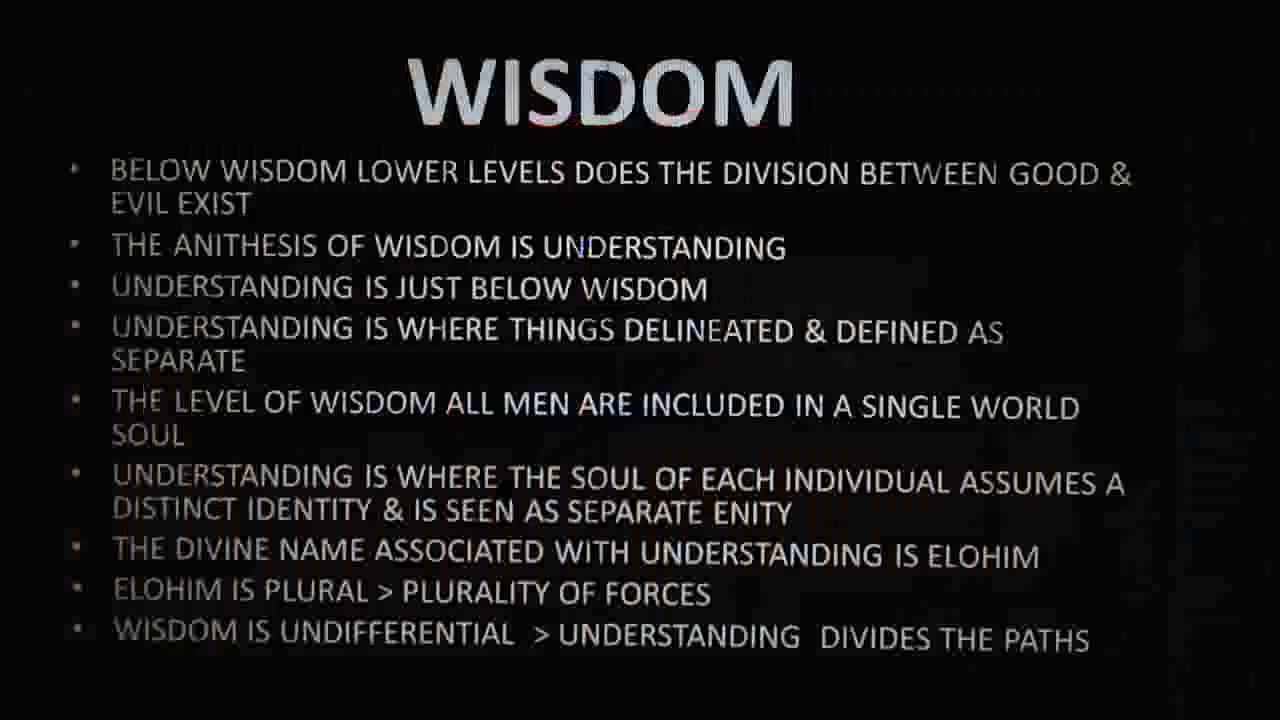 WISDOM
• BELOW WISDOM LOWER LEVELS DOES THE DIVISION BETWEEN GOOD &
EVIL EXIST
• THE ANITHESIS OF WISDOM IS UNDERSTANDING
• UNDERSTANDING IS JUST BELOW WISDOM
• UNDERSTANDING IS WHERE THINGS DELINEATED & DEFINED AS
SEPARATE
• THE LEVEL OF WISDOM ALL MEN ARE INCLUDED IN A SINGLE WORLD
SOUL
• UNDERSTANDING IS WHERE THE SOUL OF EACH INDIVIDUAL ASSUMES A
DISTINCT IDENTITY & IS SEEN AS SEPARATE ENITY
• THE DIVINE NAME ASSOCIATED WITH UNDERSTANDING IS ELOHIM
• ELOHIM IS PLURAL > PLURALITY OF FORCES
• WISDOM IS UNDIFFERENTIAL > UNDERSTANDING DIVIDES THE PATHS